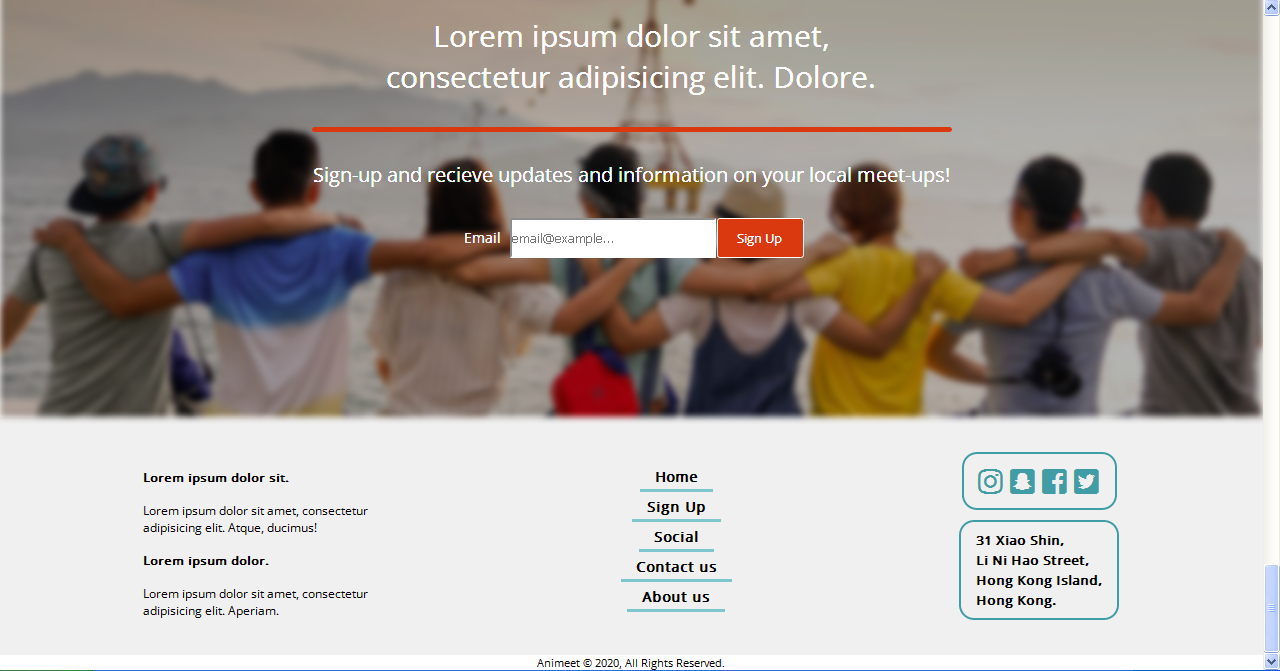 Lorem ipsum dolor sit amet,
consectetur adipisicing elit. Dolore.
Sign-up and recieve updates and information on your local meet-ups!
Email
email@example...
Sign Up
Lorem ipsum dolor sit.
Lorem ipsum dolor sit amet, consectetur
adipisicing elit. Atque, ducimus!
Lorem ipsum dolor.
Lorem ipsum dolor sit amet, consectetur
adipisicing elit. Aperiam.
Home
Sign Up
Social
Contact us
About us
31 Xiao Shin,
Li Ni Hao Street,
Hong Kong Island,
Hong Kong.
Animeet © 2020, All Rights Reserved.